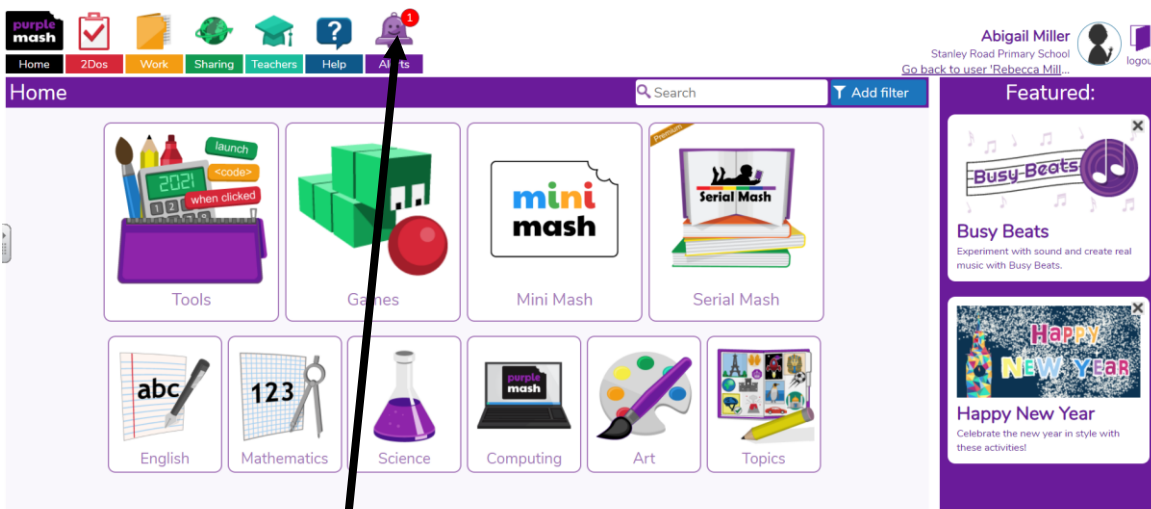 purple
mash
1
Home
2Dos
Work
Sharing
Teachers
Help
Alerts
Abigail Miller
Stanley Road Primary School
Go back to user 'Rebecca Mill...
logout
Home
Search
Add filter
Featured:
launch
2021
<code>
when clicked
Tools
Games
mini
mash
Mini Mash
Premium
Serial Mash
Serial Mash
Busy-Beats
Busy Beats
Experiment with sound and create real
music with Busy Beats.
abc
English
123
Mathematics
Science
purple
mash
Computing
Art
Topics
HAPPY
NEW YEAR
Happy New Year
Celebrate the new year in style with
these activities!